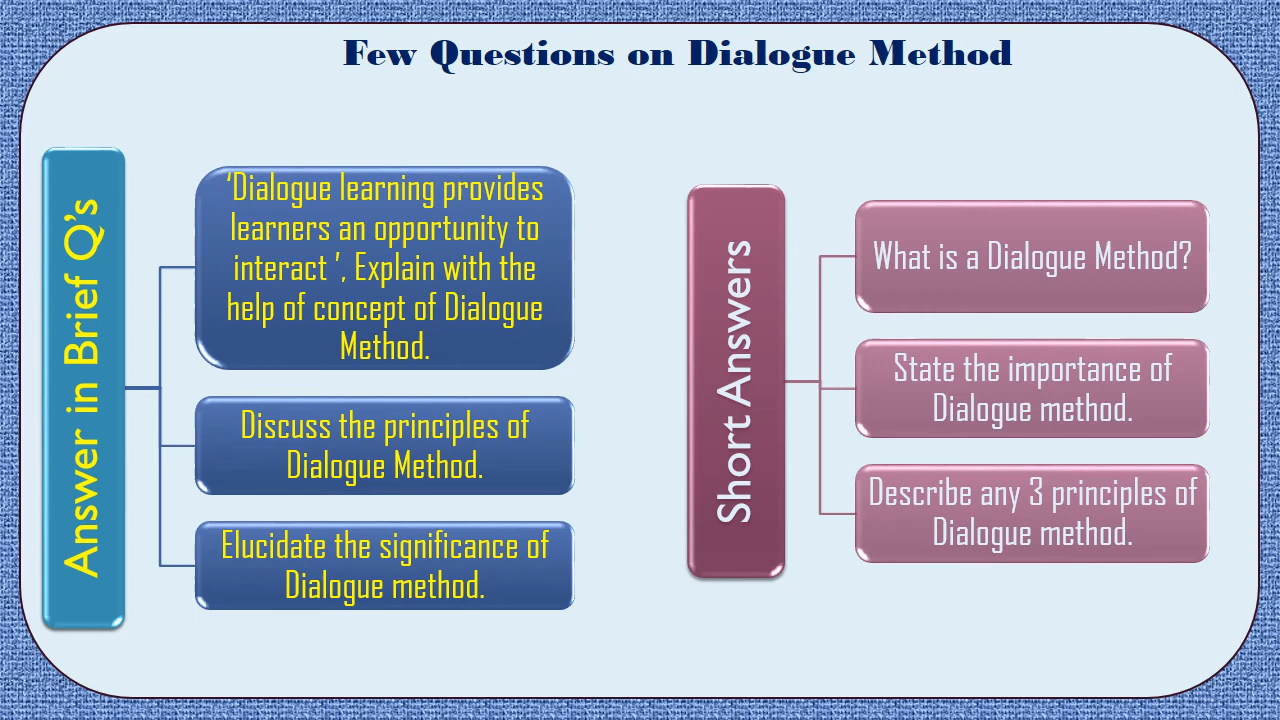 Few Questions on Dialogue Method
Answer in Brief Q's
'Dialogue learning provides
learners an opportunity to
interact ', Explain with the
help of concept of Dialogue
Method.
Discuss the principles of
Dialogue Method.
Elucidate the significance of
Dialogue method.
Short Answers
What is a Dialogue Method?
State the importance of
Dialogue method.
Describe any 3 principles of
Dialogue method.